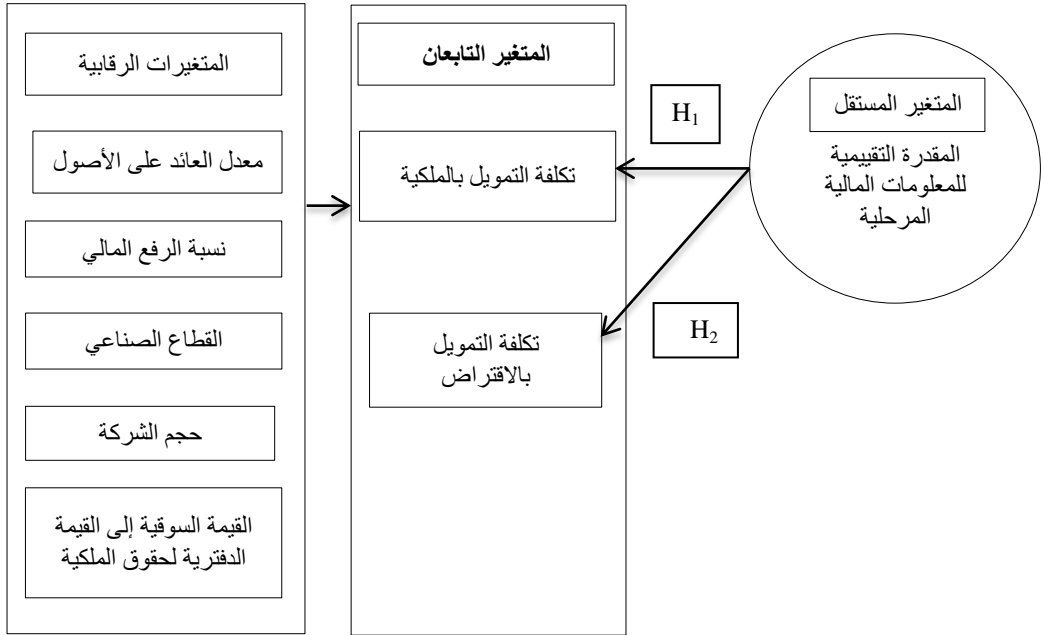 المتغير المستقل
المقدرة التقييمية
للمعلومات المالية
المرحلية
H1
H2
المتغير التابعان
تكلفة التمويل بالملكية
تكلفة التمويل
بالاقتراض
المتغيرات الرقابية
معدل العائد على الأصول
نسبة الرفع المالي
القطاع الصناعي
حجم الشركة
القيمة السوقية إلى القيمة
الدفترية لحقوق الملكية